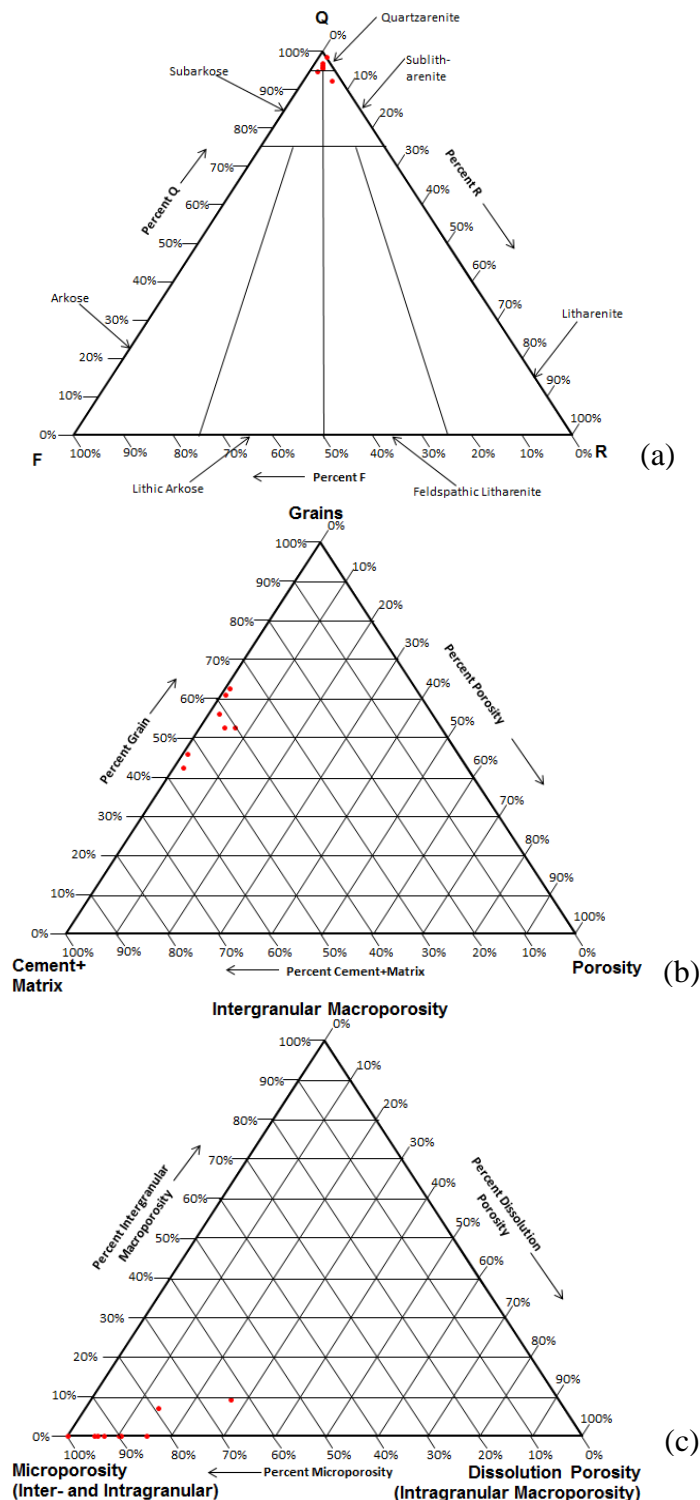 Q
0%
Quartzarenite
100%
Subarkose
Sublith-
arenite
10%
90%
20%
80%
30%
70%
Percent Q
Percent R
40%
60%
50%
50%
60%
40%
Arkose
70%
Litharenite
30%
80%
20%
90%
10%
100%
0%
100%
90%
80%
70%
60%
50%
40%
30%
20%
10%
0%
F
R
(a)
Percent F
Lithic Arkose
Feldspathic Litharenite
Grains
0%
100%
10%
90%
20%
80%
30%
70%
Percent Grain
Percent Porosity
40%
60%
50%
50%
60%
40%
70%
30%
80%
20%
90%
10%
100%
0%
100%
90%
80%
70%
60%
50%
40%
30%
20%
10%
0%
Cement+
Matrix
Percent Cement+Matrix
Porosity
(b)
Intergranular Macroporosity
0%
100%
10%
90%
20%
80%
30%
70%
Percent Intergranular
Macroporosity
Percent Dissolution
Porosity
40%
60%
50%
50%
60%
40%
70%
30%
80%
20%
90%
10%
100%
0%
100%
90%
80%
70%
60%
50%
40%
30%
20%
10%
0%
(c)
Microporosity
(Inter- and Intragranular)
Percent Microporosity
Dissolution Porosity
(Intragranular Macroporosity)